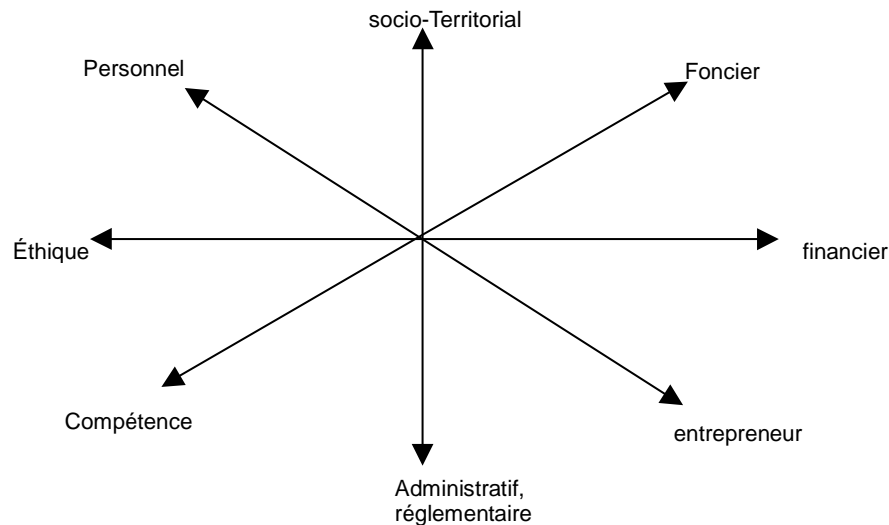 socio-Territorial
Personnel
Foncier
Éthique
financier
Compétence
entrepreneur
Administratif,
réglementaire